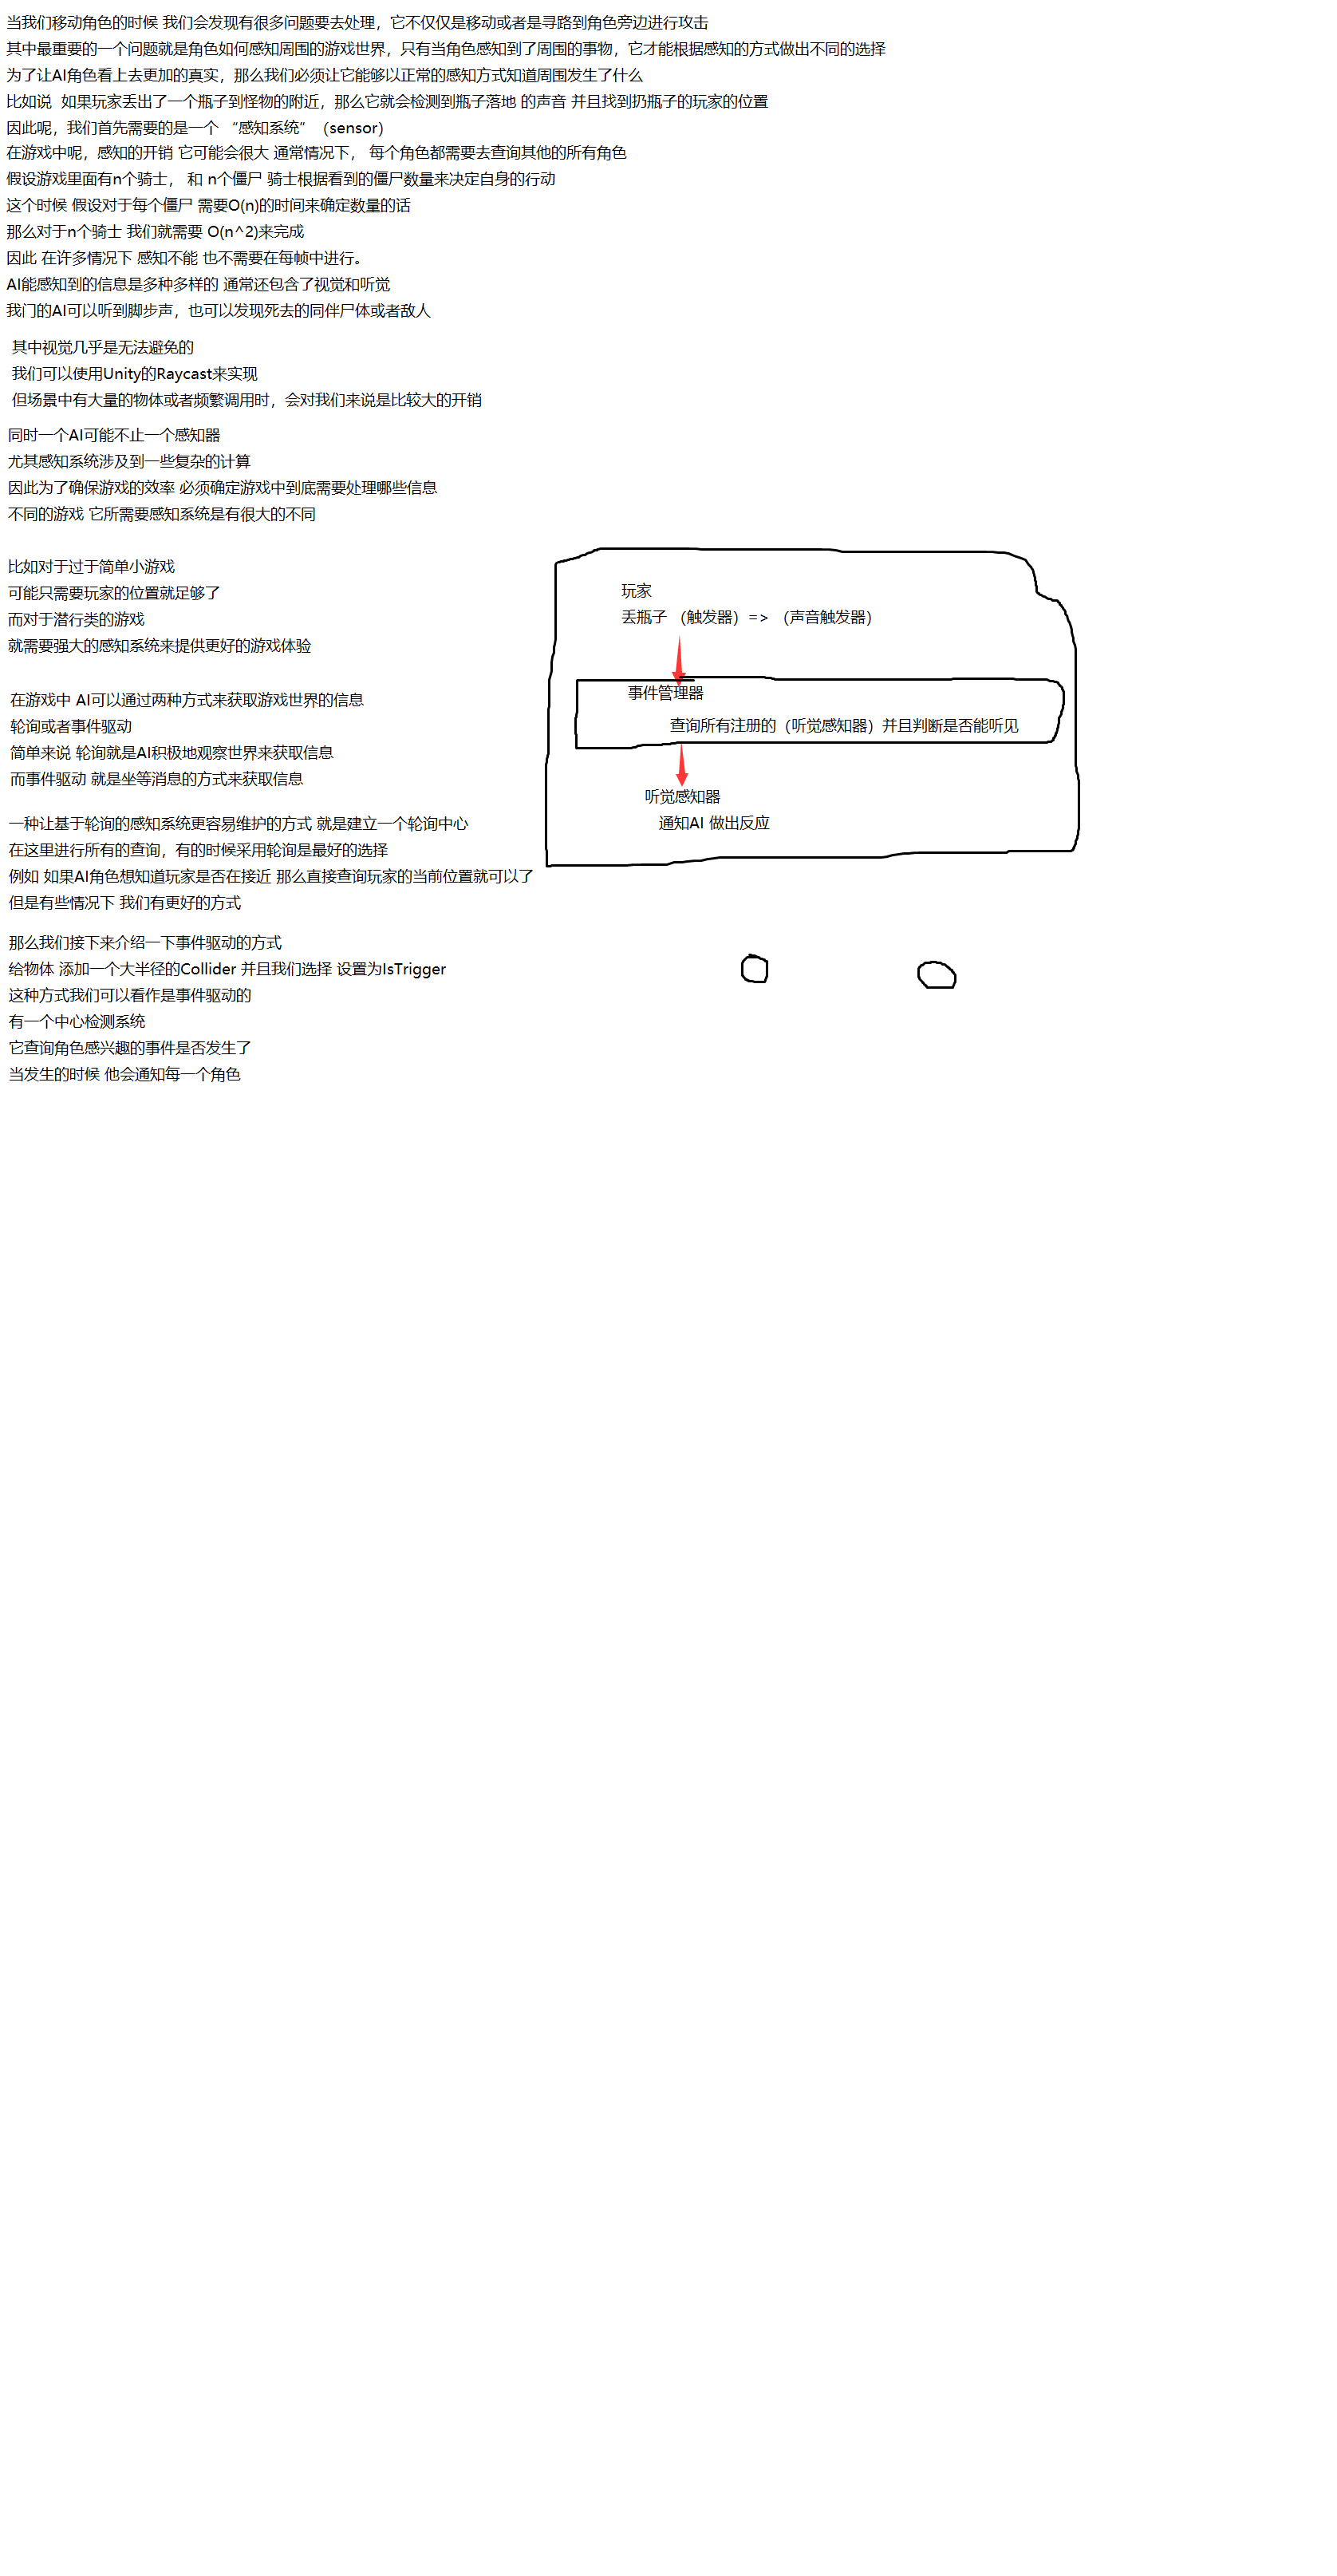 当我们移动角色的时候 我们会发现有很多问题要去处理，它不仅仅是移动或者是寻路到角色旁边进行攻击
其中最重要的一个问题就是角色如何感知周围的游戏世界，只有当角色感知到了周围的事物，它才能根据感知的方式做出不同的选择
为了让AI角色看上去更加的真实，那么我们必须让它能够以正常的感知方式知道周围发生了什么
比如说  如果玩家丢出了一个瓶子到怪物的附近，那么它就会检测到瓶子落地 的声音 并且找到扔瓶子的玩家的位置
因此呢，我们首先需要的是一个 “感知系统” （sensor）
在游戏中呢，感知的开销 它可能会很大 通常情况下， 每个角色都需要去查询其他的所有角色
假设游戏里面有n个骑士， 和 n个僵尸 骑士根据看到的僵尸数量来决定自身的行动
这个时候 假设对于每个僵尸 需要O(n)的时间来确定数量的话
那么对于n个骑士 我们就需要 O(n^2)来完成
因此 在许多情况下 感知不能 也不需要在每帧中进行。
AI能感知到的信息是多种多样的 通常还包含了视觉和听觉
我门的AI可以听到脚步声，也可以发现死去的同伴尸体或者敌人
其中视觉几乎是无法避免的
我们可以使用Unity的Raycast来实现
但场景中有大量的物体或者频繁调用时，会对我们来说是比较大的开销
同时一个AI可能不止一个感知器
尤其感知系统涉及到一些复杂的计算
因此为了确保游戏的效率 必须确定游戏中到底需要处理哪些信息
不同的游戏 它所需要感知系统是有很大的不同
比如对于过于简单小游戏
可能只需要玩家的位置就足够了
而对于潜行类的游戏
就需要强大的感知系统来提供更好的游戏体验
在游戏中 AI可以通过两种方式来获取游戏世界的信息
轮询或者事件驱动
简单来说 轮询就是AI积极地观察世界来获取信息
而事件驱动 就是坐等消息的方式来获取信息
一种让基于轮询的感知系统更容易维护的方式 就是建立一个轮询中心
在这里进行所有的查询，有的时候采用轮询是最好的选择
例如 如果AI角色想知道玩家是否在接近 那么直接查询玩家的当前位置就可以了
但是有些情况下 我们有更好的方式
那么我们接下来介绍一下事件驱动的方式
给物体 添加一个大半径的Collider 并且我们选择 设置为IsTrigger
这种方式我们可以看作是事件驱动的
有一个中心检测系统
它查询角色感兴趣的事件是否发生了
当发生的时候 他会通知每一个角色
玩家
丢瓶子 （触发器）=> （声音触发器）
事件管理器
查询所有注册的（听觉感知器）并且判断是否能听见
听觉感知器
通知AI 做出反应